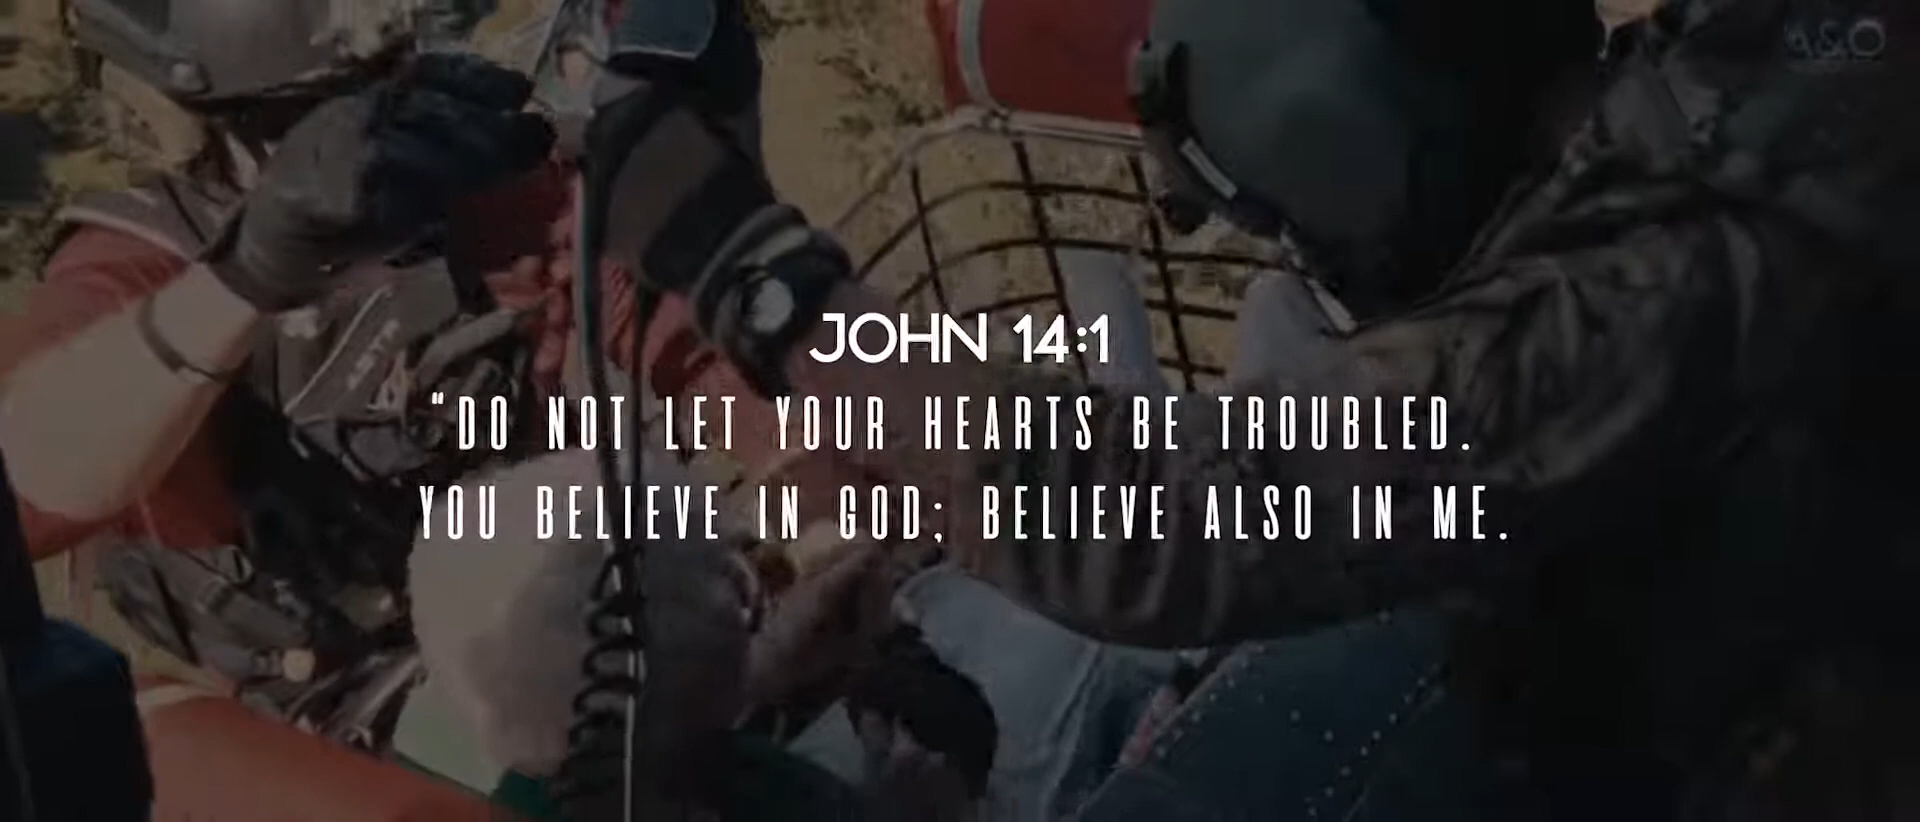 A&O
JOHN 14:1
“DO NOT LET YOUR HEARTS BE TROUBLED.
YOU BELIEVE IN GOD; BELIEVE ALSO IN ME.